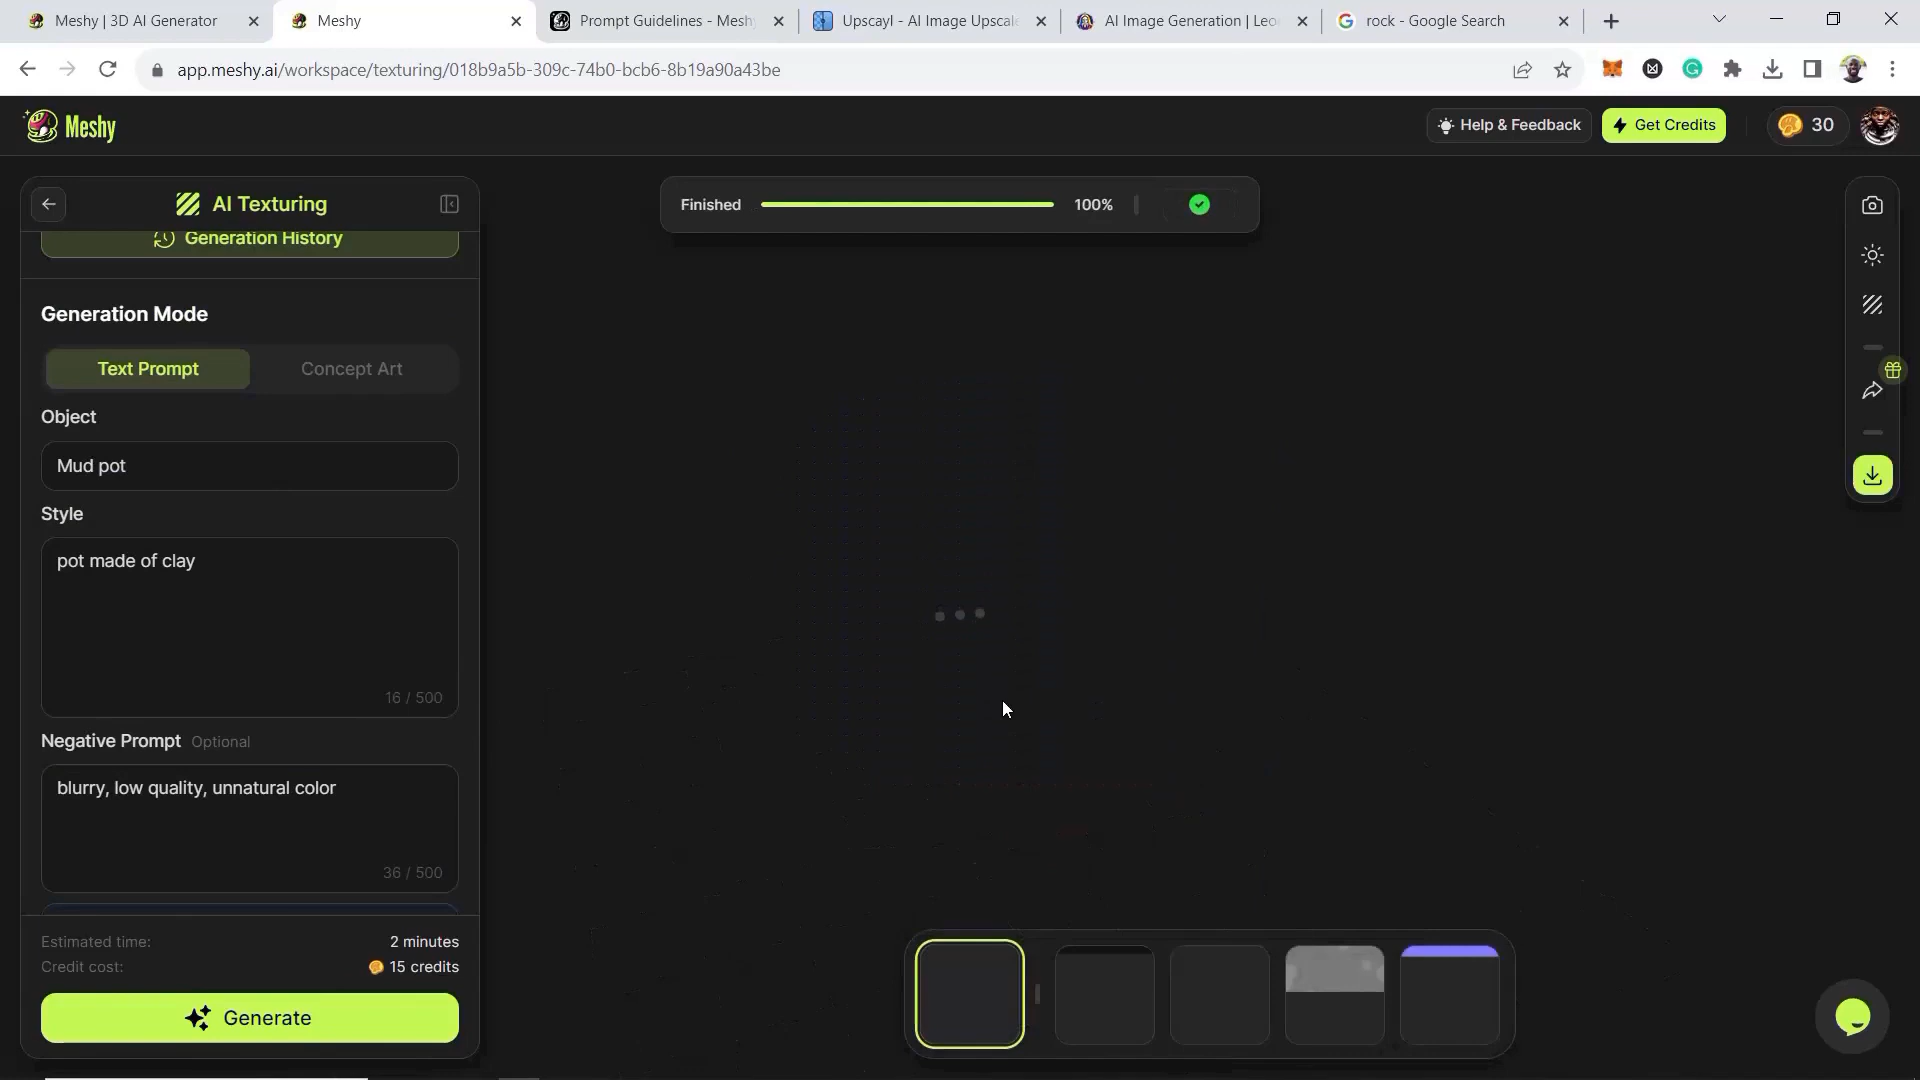 Meshy | 3D AI Generator
Meshy
Prompt Guidelines - Mesh
Upscayl - AI Image Upscale
AI Image Generation | Leo
rock - Google Search
app.meshy.ai/workspace/texturing/018b9a5b-309c-74b0-bcb6-8b19a90a43be
Meshy
Help & Feedback
Get Credits
30
AI Texturing
Finished
100%
Generation History
Generation Mode
Text Prompt
Concept Art
Object
Mud pot
Style
pot made of clay
16 / 500
Negative Prompt Optional
blurry, low quality, unnatural color
36 / 500
Estimated time:
2 minutes
Credit cost:
15 credits
Generate